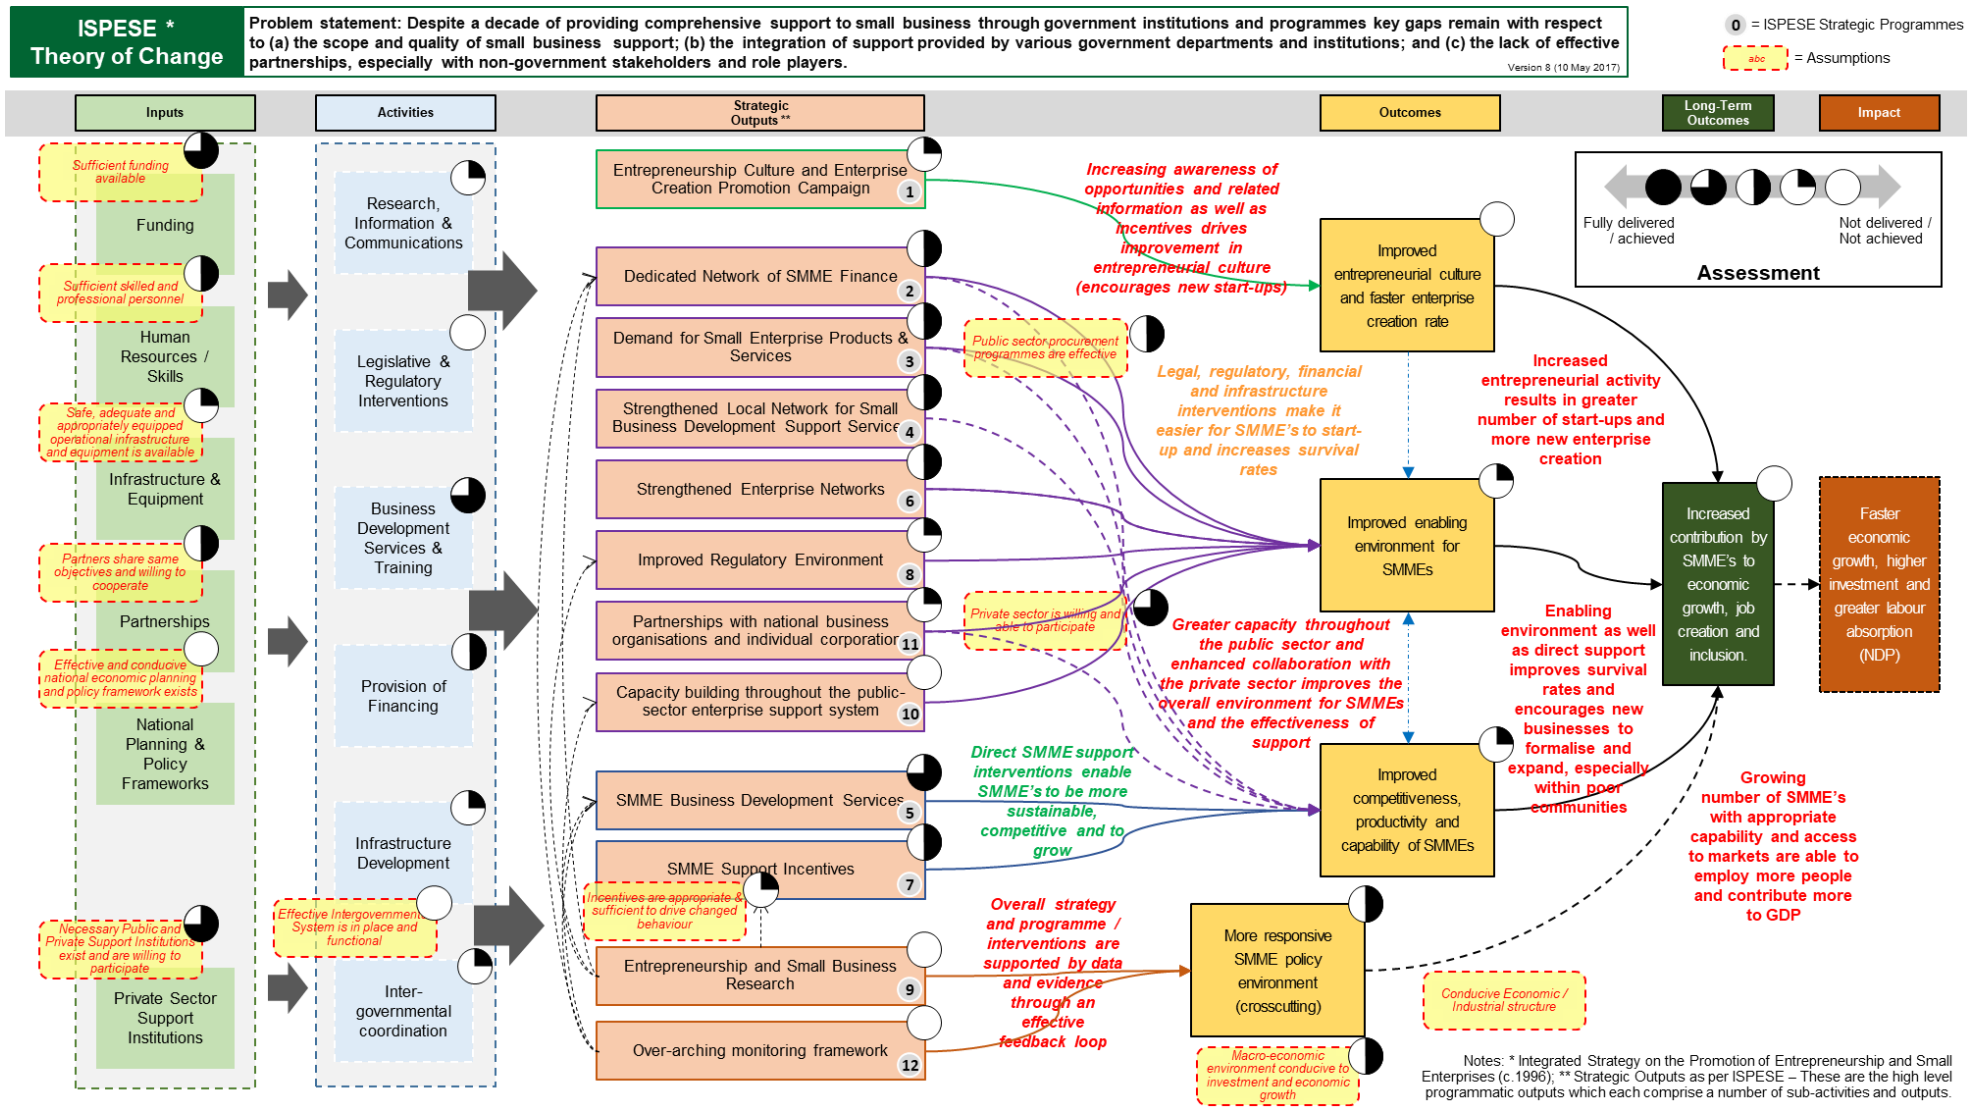 ISPESE *
Theory of Change
Problem statement: Despite a decade of providing comprehensive support to small business through government institutions and programmes key gaps remain with respect
to (a) the scope and quality of small business support; (b) the integration of support provided by various government departments and institutions; and (c) the lack of effective
partnerships, especially with non-government stakeholders and role players.
Version 8 (10 May 2017)
0 = ISPESE Strategic Programmes
abc = Assumptions
Inputs
Activities
Strategic
Outputs **
Outcomes
Long-Term
Outcomes
Impact
Sufficient funding
available
Funding
Sufficient skilled and
professional personnel
Human
Resources /
Skills
Safe, adequate and
appropriately equipped
operational infrastructure
and equipment is available
Infrastructure &
Equipment
Partners share same
objectives and willing to
cooperate
Partnerships
Effective and conducive
national economic planning
and policy framework exists
National
Planning &
Policy
Frameworks
Necessary Public and
Private Support Institutions
exist and are willing to
participate
Private Sector
Support
Institutions
Research,
Information &
Communications
Legislative &
Regulatory
Interventions
Business
Development
Services &
Training
Provision of
Financing
Infrastructure
Development
Effective Intergovernment
System is in place and
functional
Inter-
governmental
coordination
Entrepreneurship Culture and Enterprise
Creation Promotion Campaign
1
Dedicated Network of SMME Finance
2
Demand for Small Enterprise Products &
Services
3
Strengthened Local Network for Small
Business Development Support Service
4
Strengthened Enterprise Networks
6
Improved Regulatory Environment
8
Partnerships with national business
organisations and individual corporation
11
Capacity building throughout the public-
sector enterprise support system
10
SMME Business Development Services
5
SMME Support Incentives
7
Incentives are appropriate &
sufficient to drive changed
behaviour
Entrepreneurship and Small Business
Research
9
Over-arching monitoring framework
12
Increasing awareness of
opportunities and related
information as well as
incentives drives
improvement in
entrepreneurial culture
(encourages new start-ups)
Public sector procurement
programmes are effective
Legal, regulatory, financial
and infrastructure
interventions make it
easier for SMME's to start-
up and increases survival
rates
Private sector is willing and
able to participate
Greater capacity throughout
the public sector and
enhanced collaboration with
the private sector improves the
overall environment for SMMEs
and the effectiveness of
support
Direct SMME support
interventions enable
SMME's to be more
sustainable,
competitive and to
grow
Overall strategy
and programme /
interventions are
supported by data
and evidence
through an
effective
feedback loop
Improved
entrepreneurial culture
and faster enterprise
creation rate
Improved enabling
environment for
SMMEs
Improved
competitiveness,
productivity and
capability of SMMEs
More responsive
SMME policy
environment
(crosscutting)
Macro-economic
environment conducive to
investment and economic
growth
Increased
entrepreneurial activity
results in greater
number of start-ups and
more new enterprise
creation
Enabling
environment as well
as direct support
improves survival
rates and
encourages new
businesses to
formalise and
expand, especially
within poor
communities
Growing
number of SMME's
with appropriate
capability and access
to markets are able to
employ more people
and contribute more
to GDP
Conducive Economic /
Industrial structure
Fully delivered
/ achieved
Not delivered /
Not achieved
Assessment
Increased
contribution by
SMME's to
economic
growth, job
creation and
inclusion.
Faster
economic
growth, higher
investment and
greater labour
absorption
(NDP)
Notes: * Integrated Strategy on the Promotion of Entrepreneurship and Small
Enterprises (c.1996); ** Strategic Outputs as per ISPESE – These are the high level
programmatic outputs which each comprise a number of sub-activities and outputs.